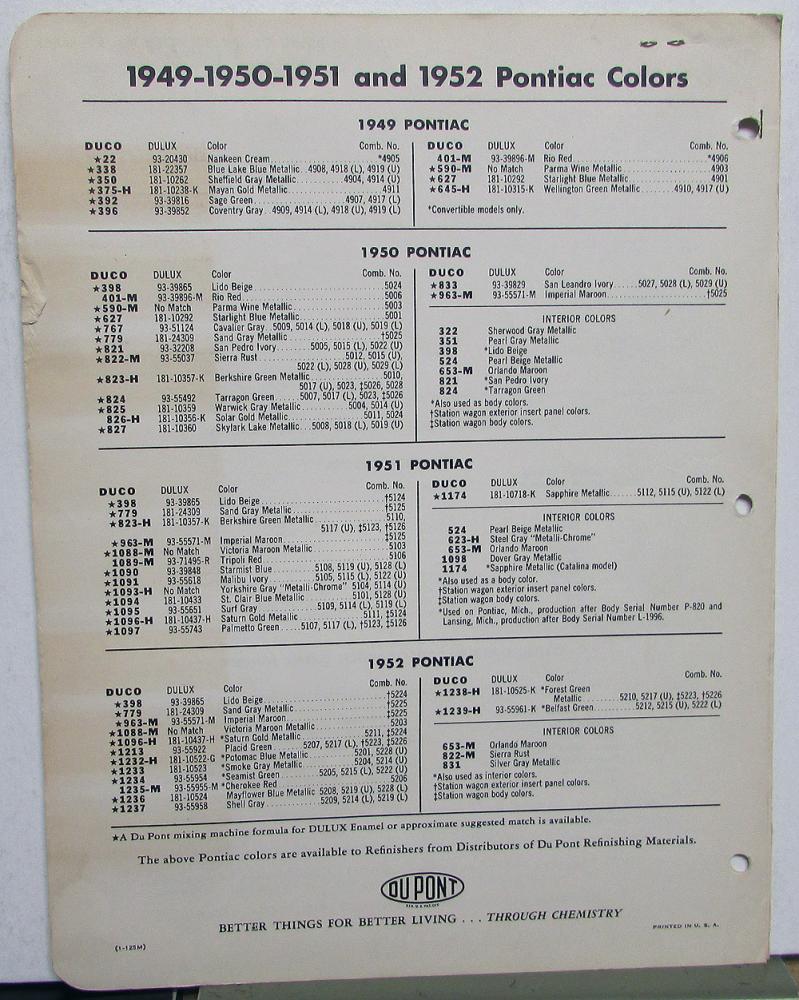 1949-1950-1951 and 1952 Pontiac Colors
1949 PONTIAC
DUCO DULUX Color Comb. No.
★22 93-20430 Nankeen Cream *4905
★338 181-22357 Blue Lake Blue Metallic 4908, 4918 (L), 4919 (U)
★350 181-10262 Sheffield Gray Metallic 4904, 4914 (U)
★375-H 181-10238-K Mayan Gold Metallic 4911
★392 93-39816 Sage Green 4907, 4917 (L)
★396 93-39852 Coventry Gray 4909, 4914 (L), 4918 (U), 4919 (L)
DUCO DULUX Color Comb. No.
401-M 93-39896-M Rio Red *4906
★590-M No Match Parma Wine Metallic 4903
★627 181-10292 Starlight Blue Metallic 4901
★645-H 181-10315-K Wellington Green Metallic 4910, 4917 (U)
*Convertible models only.
1950 PONTIAC
DUCO DULUX Color Comb. No.
★398 93-39865 Lido Beige 5024
401-M 93-39896-M Rio Red 5006
★590-M No Match Parma Wine Metallic 5003
★627 181-10292 Starlight Blue Metallic 5001
★767 93-51124 Cavalier Gray 5009, 5014 (L), 5018 (U), 5019 (L)
★779 181-24309 Sand Gray Metallic †5025
★821 93-32208 San Pedro Ivory 5005, 5015 (L), 5022 (U)
★822-M 93-55037 Sierra Rust 5012, 5015 (U),
5022 (L), 5028 (U), 5029 (L)
★823-H 181-10357-K Berkshire Green Metallic 5010,
5017 (U), 5023, ‡5026, 5028
★824 93-55492 Tarragon Green 5007, 5017 (L), 5023, ‡5026
★825 181-10359 Warwick Gray Metallic 5004, 5014 (U)
826-H 181-10356-K Solar Gold Metallic 5011, 5024
★827 181-10360 Skylark Lake Metallic 5008, 5018 (L), 5019 (U)
DUCO DULUX Color Comb. No.
★833 93-39829 San Leandro Ivory 5027, 5028 (L), 5029 (U)
★963-M 93-55571-M Imperial Maroon †5025
INTERIOR COLORS
322 Sherwood Gray Metallic
351 Pearl Gray Metallic
398 *Lido Beige
524 Pearl Beige Metallic
653-M Orlando Maroon
821 *San Pedro Ivory
824 *Tarragon Green
*Also used as body colors.
†Station wagon exterior insert panel colors.
‡Station wagon body colors.
1951 PONTIAC
DUCO DULUX Color Comb. No.
★398 93-39865 Lido Beige †5124
★779 181-24309 Sand Gray Metallic †5125
★823-H 181-10357-K Berkshire Green Metallic 5110,
5117 (U), ‡5123, †5126
★963-M 93-55571-M Imperial Maroon ‡5125
★1088-M No Match Victoria Maroon Metallic 5103
1089-M 93-71495-R Tripoli Red 5106
★1090 93-39848 Starmist Blue 5108, 5119 (U), 5128 (L)
★1091 93-55618 Malibu Ivory 5105, 5115 (L), 5122 (U)
★1093-H No Match Yorkshire Gray "Metalli-Chrome" 5104, 5114 (U)
★1094 181-10433 St. Clair Blue Metallic 5101, 5128 (U)
★1095 93-55651 Surf Gray 5109, 5114 (L), 5119 (L)
★1096-H 181-10437-H Saturn Gold Metallic 5111, ‡5124
★1097 93-55743 Palmetto Green 5107, 5117 (L), †5123, ‡5126
DUCO DULUX Color Comb. No.
★1174 181-10718-K Sapphire Metallic 5112, 5115 (U), 5122 (L)
INTERIOR COLORS
524 Pearl Beige Metallic
623-H Steel Gray "Metalli-Chrome"
653-M Orlando Maroon
1098 Dover Gray Metallic
1174 *Sapphire Metallic (Catalina model)
*Also used as a body color.
†Station wagon exterior insert panel colors.
‡Station wagon body colors.
*Used on Pontiac, Mich., production after Body Serial Number P-820 and
Lansing, Mich., production after Body Serial Number L-1996.
1952 PONTIAC
DUCO DULUX Color Comb. No.
★398 93-39865 Lido Beige †5224
★779 181-24309 Sand Gray Metallic †5225
★963-M 93-55571-M Imperial Maroon ‡5225
★1088-M No Match Victoria Maroon Metallic 5203
★1096-H 181-10437-H *Saturn Gold Metallic 5211, ‡5224
★1213 93-55922 Placid Green 5207, 5217 (L), †5223, ‡5226
★1232-H 181-10522-G *Potomac Blue Metallic 5201, 5228 (U)
★1233 181-10523 *Smoke Gray Metallic 5204, 5214 (U)
★1234 93-55954 *Seamist Green 5205, 5215 (L), 5222 (U)
1235-M 93-55955-M *Cherokee Red 5206
★1236 181-10524 Mayflower Blue Metallic 5208, 5219 (U), 5228 (L)
★1237 93-55958 Shell Gray 5209, 5214 (L), 5219 (L)
DUCO DULUX Color Comb. No.
★1238-H 181-10525-K *Forest Green
Metallic 5210, 5217 (U), ‡5223, †5226
★1239-H 93-55961-K *Belfast Green 5212, 5215 (U), 5222 (L)
INTERIOR COLORS
653-M Orlando Maroon
822-M Sierra Rust
831 Silver Gray Metallic
*Also used as interior colors.
†Station wagon exterior insert panel colors.
‡Station wagon body colors.
★A Du Pont mixing machine formula for DULUX Enamel or approximate suggested match is available.
The above Pontiac colors are available to Refinishers from Distributors of Du Pont Refinishing Materials.
DU PONT
REG. U.S. PAT. OFF.
BETTER THINGS FOR BETTER LIVING . . . THROUGH CHEMISTRY
PRINTED IN U. S. A.
(1-125M)